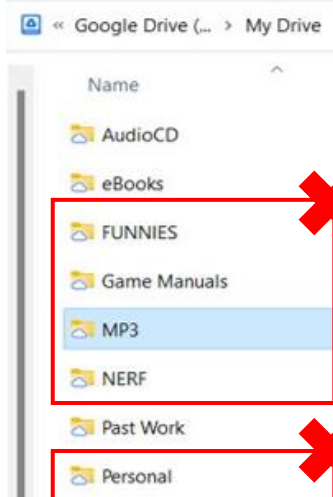 « Google Drive (... > My Drive
Name
AudioCD
eBooks
FUNNIES
Game Manuals
MP3
NERF
Past Work
Personal